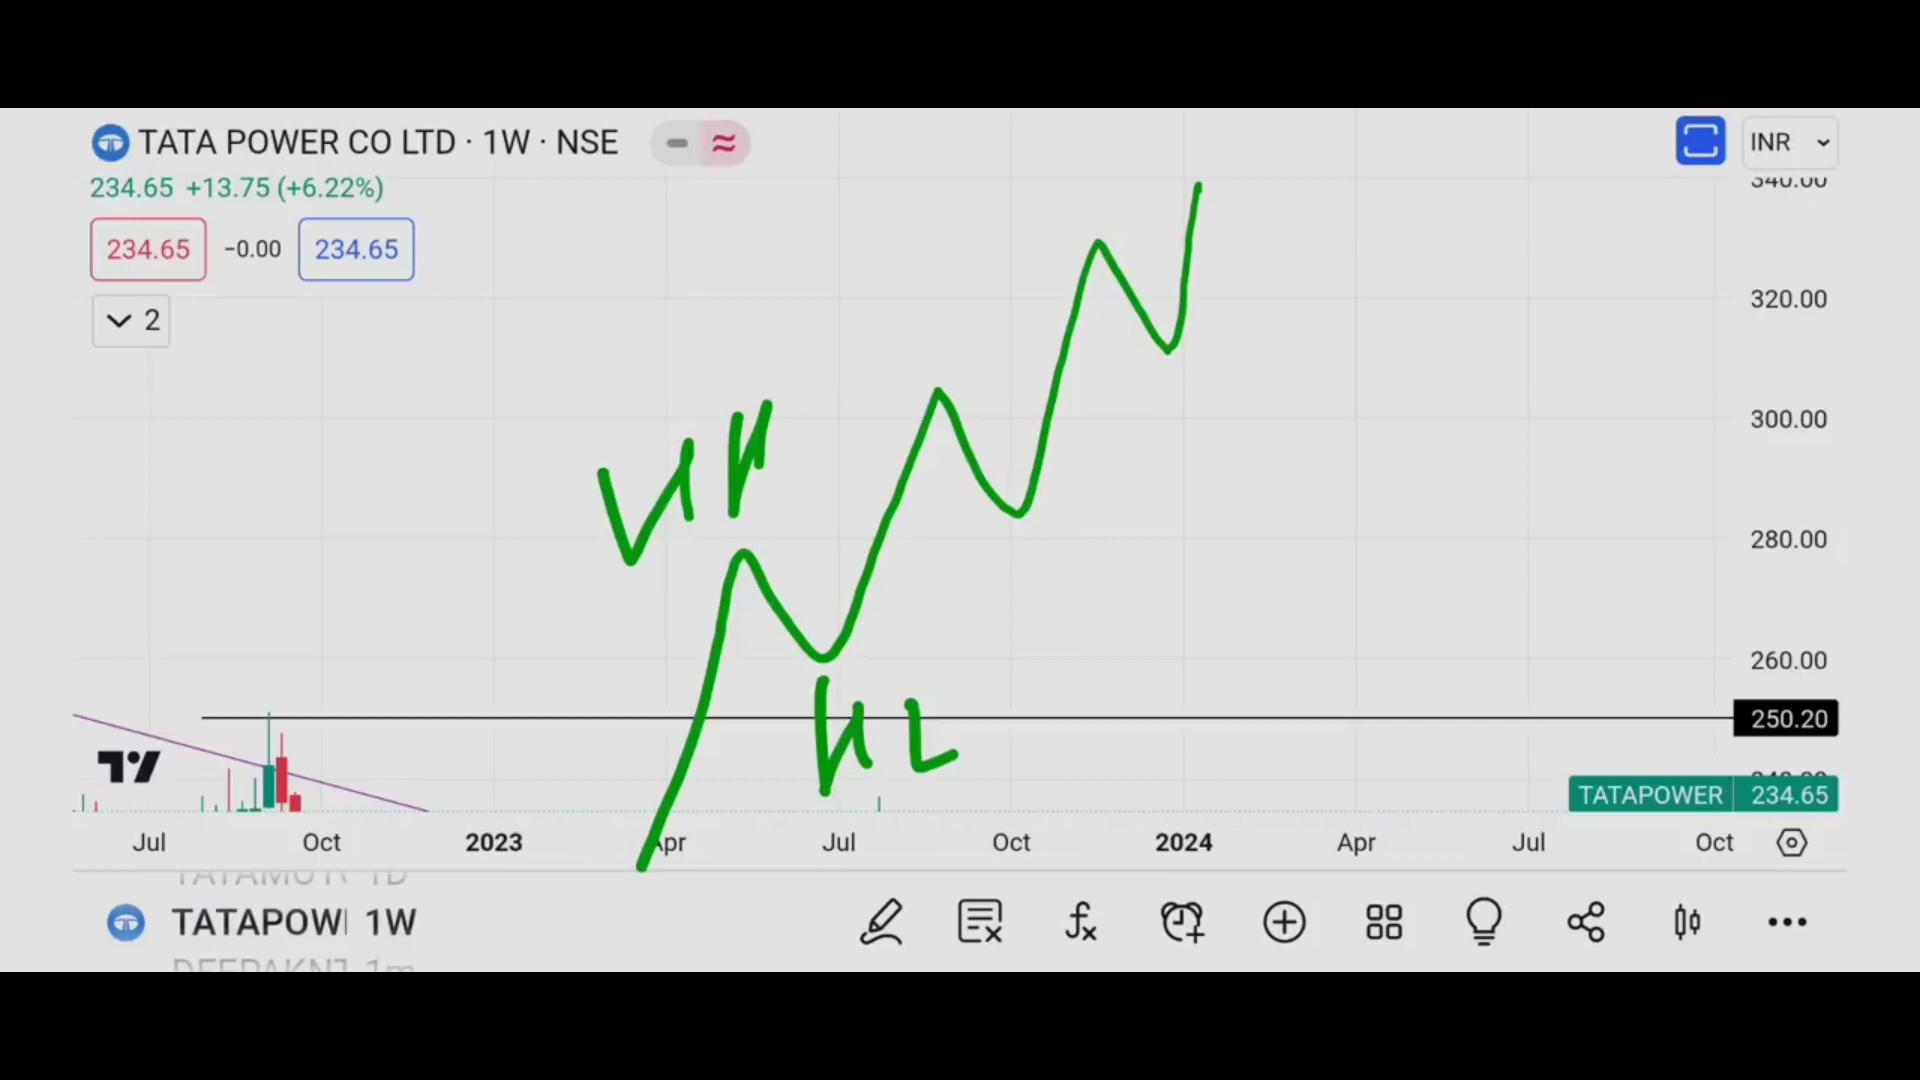 TATA POWER CO LTD · 1W · NSE
INR
234.65 +13.75 (+6.22%)
340.00
234.65 −0.00 234.65
2
320.00
300.00
280.00
260.00
HL
250.20
TATAPOWER 234.65
Jul Oct 2023 Apr Jul Oct 2024 Apr Jul Oct
TATAPOW 1W